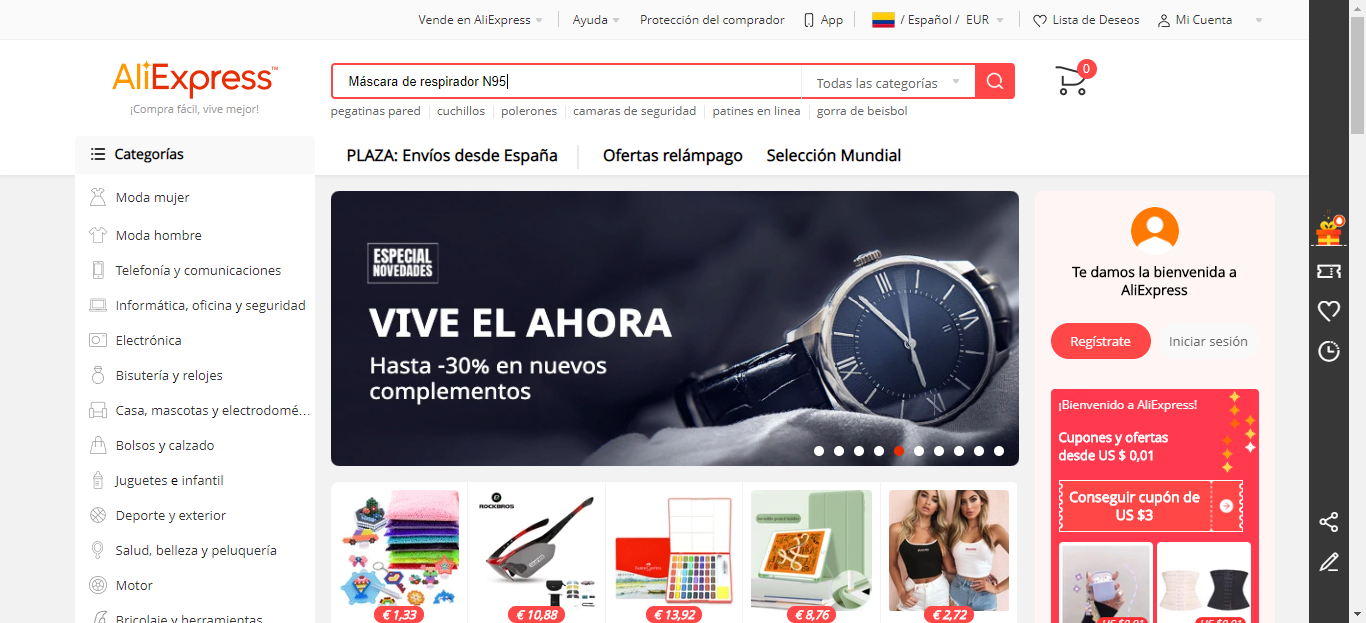 Vende en AliExpress
Ayuda
Protección del comprador
App
/ Español / EUR
Lista de Deseos
Mi Cuenta
AliExpress™
¡Compra fácil, vive mejor!
Máscara de respirador N95
Todas las categorías
0
pegatinas pared
cuchillos
polerones
camaras de seguridad
patines en linea
gorra de beisbol
Categorías
PLAZA: Envíos desde España
Ofertas relámpago
Selección Mundial
Moda mujer
Moda hombre
Telefonía y comunicaciones
Informática, oficina y seguridad
Electrónica
Bisutería y relojes
Casa, mascotas y electrodomé...
Bolsos y calzado
Juguetes e infantil
Deporte y exterior
Salud, belleza y peluquería
Motor
Bricolaje y herramientas
ESPECIAL
NOVEDADES
VIVE EL AHORA
Hasta -30% en nuevos
complementos
Te damos la bienvenida a
AliExpress
Regístrate
Iniciar sesión
¡Bienvenido a AliExpress!
Cupones y ofertas
desde US $ 0,01
Conseguir cupón de
US $3
ROCKBROS
€ 1,33
€ 10,88
€ 13,92
€ 8,76
€ 2,72
US $0,01
US $0,01